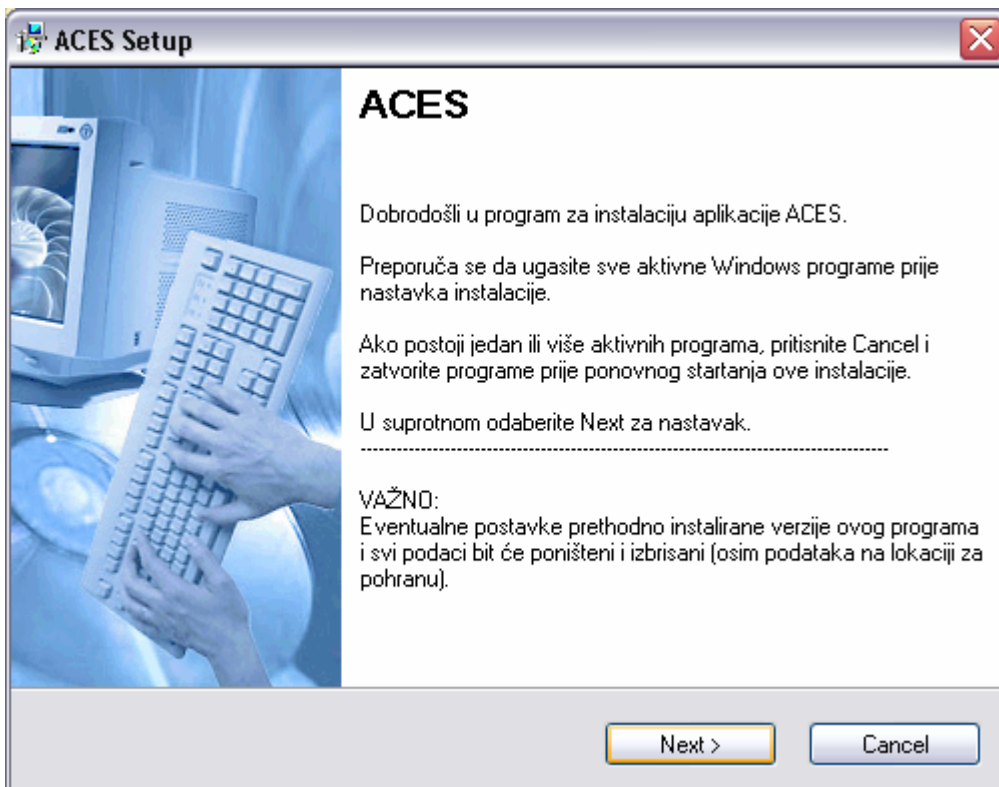 ACES Setup
ACES
Dobrodošli u program za instalaciju aplikacije ACES.
Preporuča se da ugasite sve aktivne Windows programe prije
nastavka instalacije.
Ako postoji jedan ili više aktivnih programa, pritisnite Cancel i
zatvorite programe prije ponovnog startanja ove instalacije.
U suprotnom odaberite Next za nastavak.
----------------------------------------------------------------------------------------
VAŽNO:
Eventualne postavke prethodno instalirane verzije ovog programa
i svi podaci bit će poništeni i izbrisani (osim podataka na lokaciji za
pohranu).
Next >
Cancel